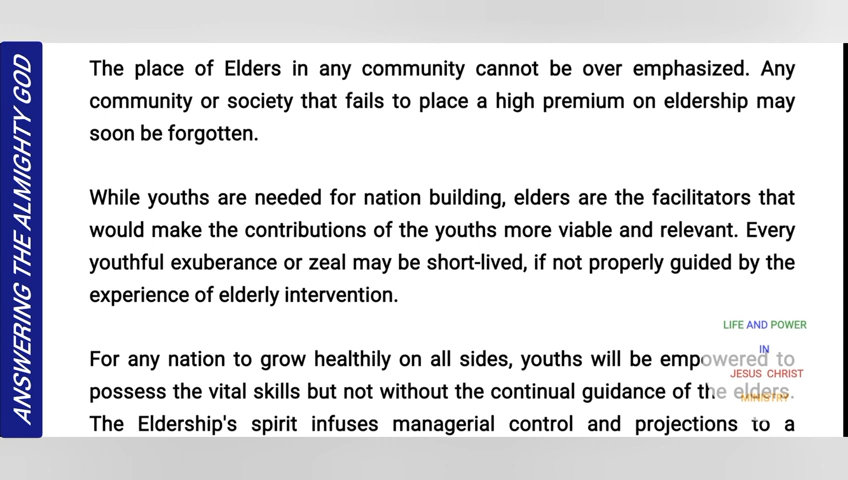 ANSWERING THE ALMIGHTY GOD
The place of Elders in any community cannot be over emphasized. Any
community or society that fails to place a high premium on eldership may
soon be forgotten.
While youths are needed for nation building, elders are the facilitators that
would make the contributions of the youths more viable and relevant. Every
youthful exuberance or zeal may be short-lived, if not properly guided by the
experience of elderly intervention.
For any nation to grow healthily on all sides, youths will be empowered to
possess the vital skills but not without the continual guidance of the elders.
The Eldership's spirit infuses managerial control and projections to a
LIFE AND POWER
IN
JESUS CHRIST
MINISTRY